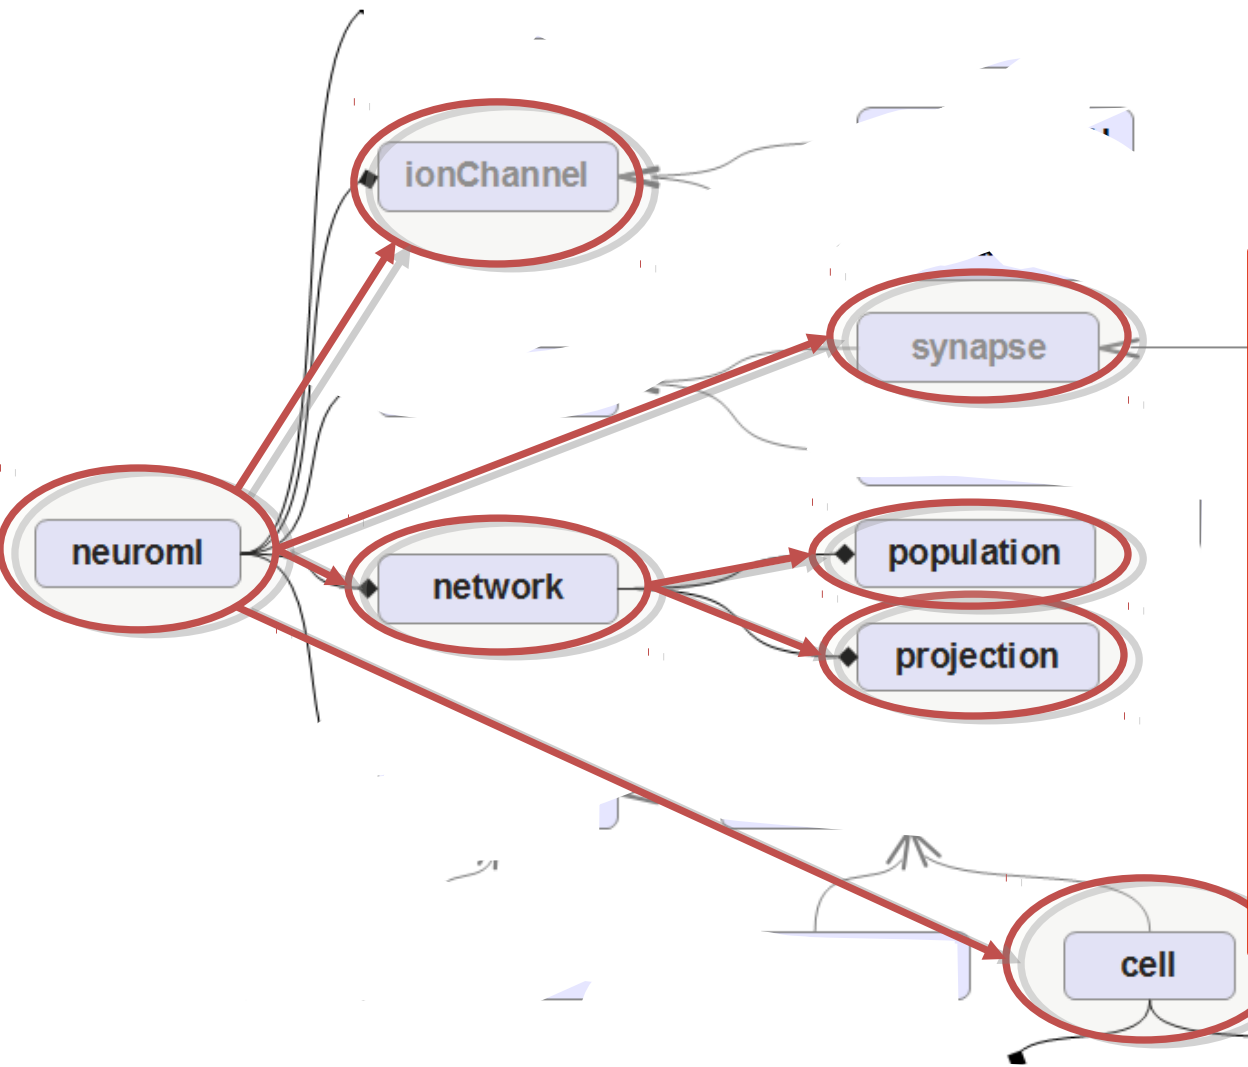 ionChannel
synapse
neuroml
network
population
projection
cell